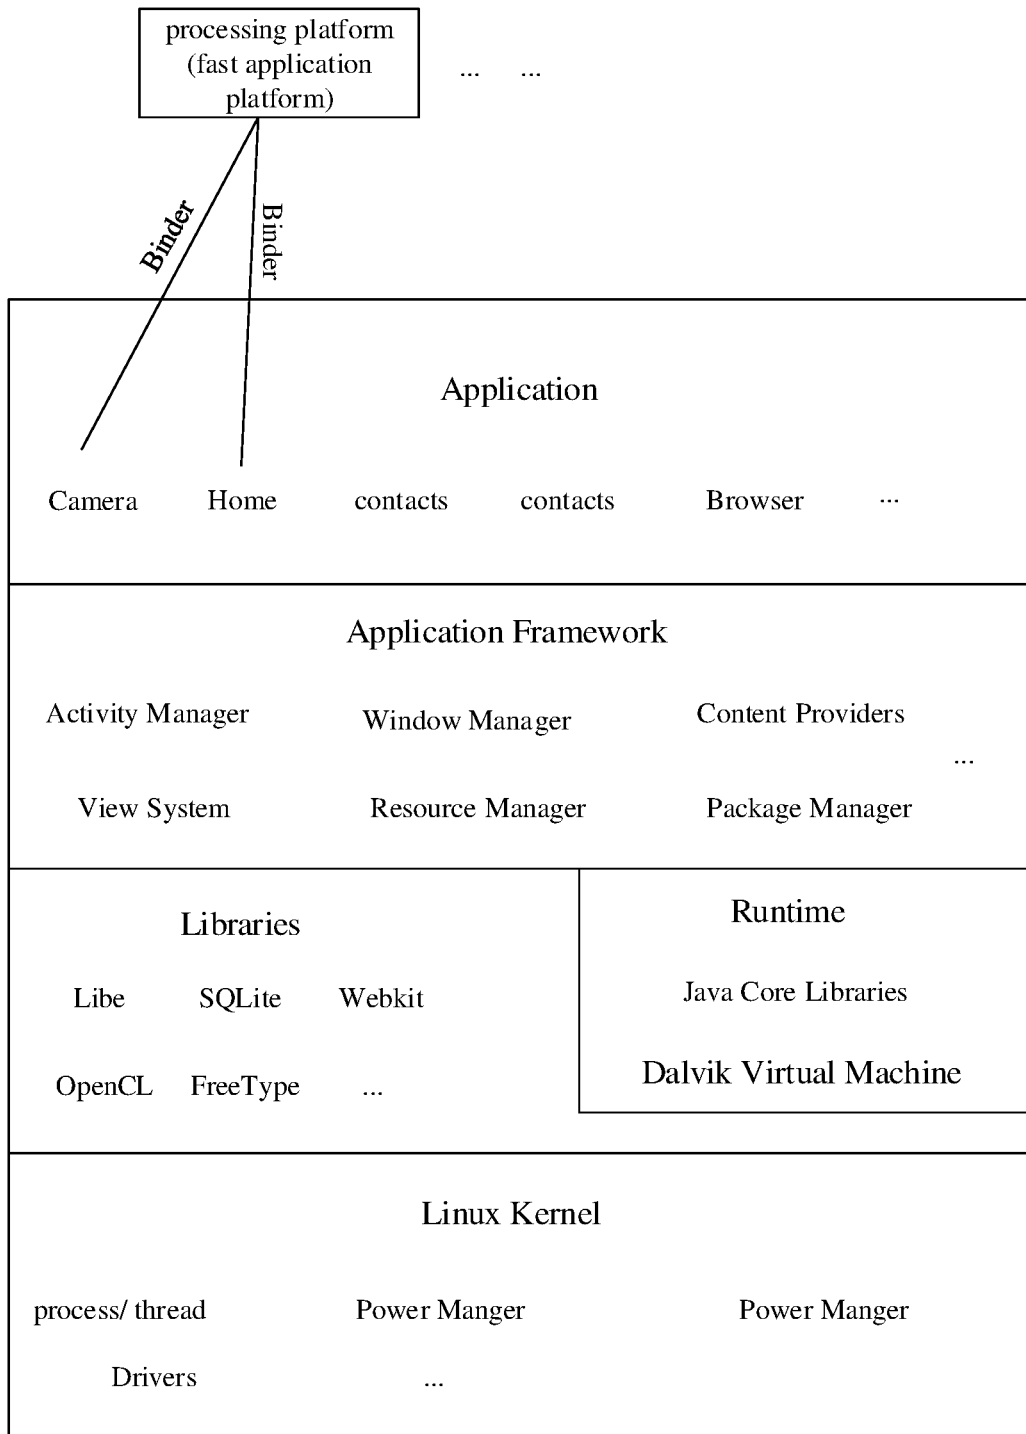 processing platform
(fast application
platform)
... ...
Binder
Binder
Application
Camera Home contacts contacts Browser ...
Application Framework
Activity Manager Window Manager Content Providers
...
View System Resource Manager Package Manager
Libraries
Libe SQLite Webkit
OpenCL FreeType ...
Runtime
Java Core Libraries
Dalvik Virtual Machine
Linux Kernel
process/ thread Power Manger Power Manger
Drivers ...